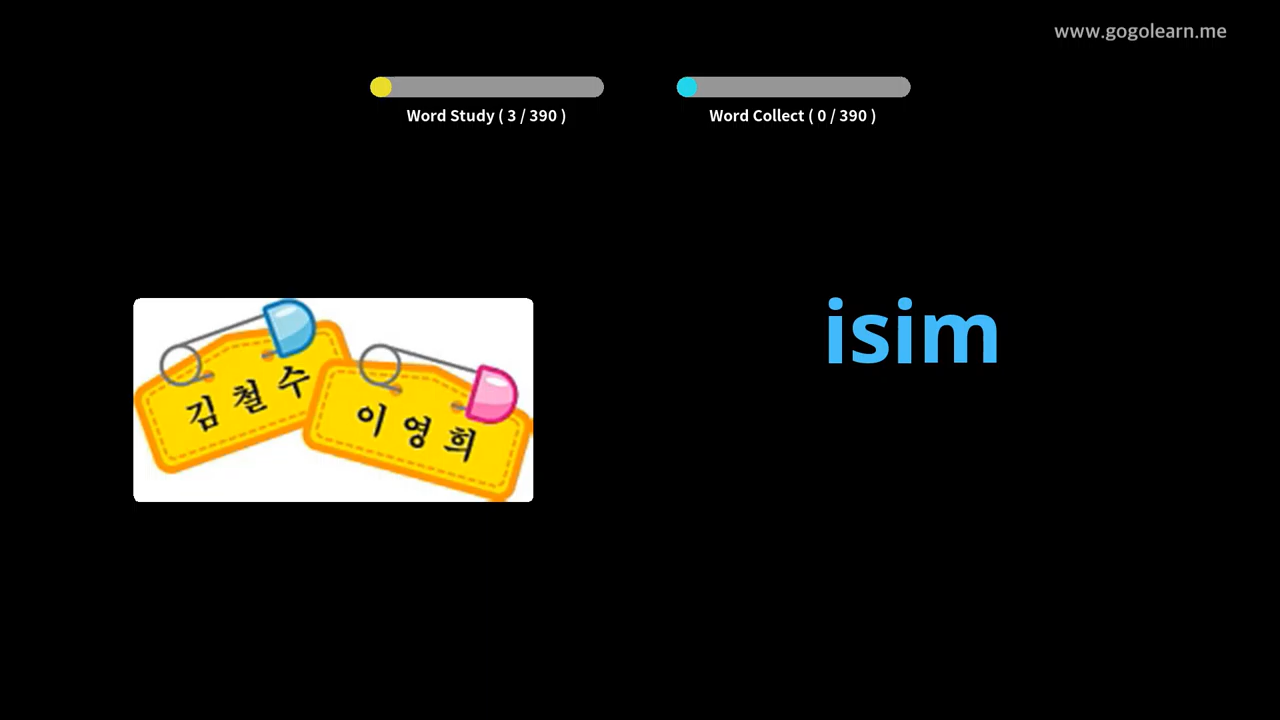 www.gogolearn.me
Word Study ( 3 / 390 )
Word Collect ( 0 / 390 )
isim
김철수
이영희